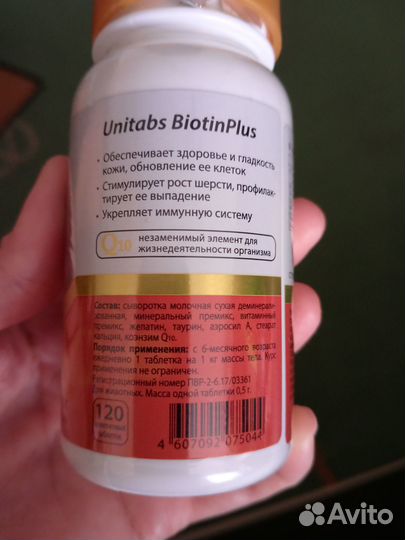 Unitabs BiotinPlus
• Обеспечивает здоровье и гладкость
кожи, обновление ее клеток
• Стимулирует рост шерсти, профилак-
тирует ее выпадение
• Укрепляет иммунную систему
Q10 незаменимый элемент для
жизнедеятельности организма
Состав: сыворотка молочная сухая деминерали-
зованная, минеральный премикс, витаминный
премикс, желатин, таурин, аэросил А, стеарат
кальция, коэнзим Q10.
Порядок применения: с 6-месячного возраста
ежедневно 1 таблетка на 1 кг массы тела. Курс
применения не ограничен.
Регистрационный номер ПВР-2-6.17/03361
Для животных. Масса одной таблетки 0,5 г.
120
таблеток
4 607092 075044
Avito